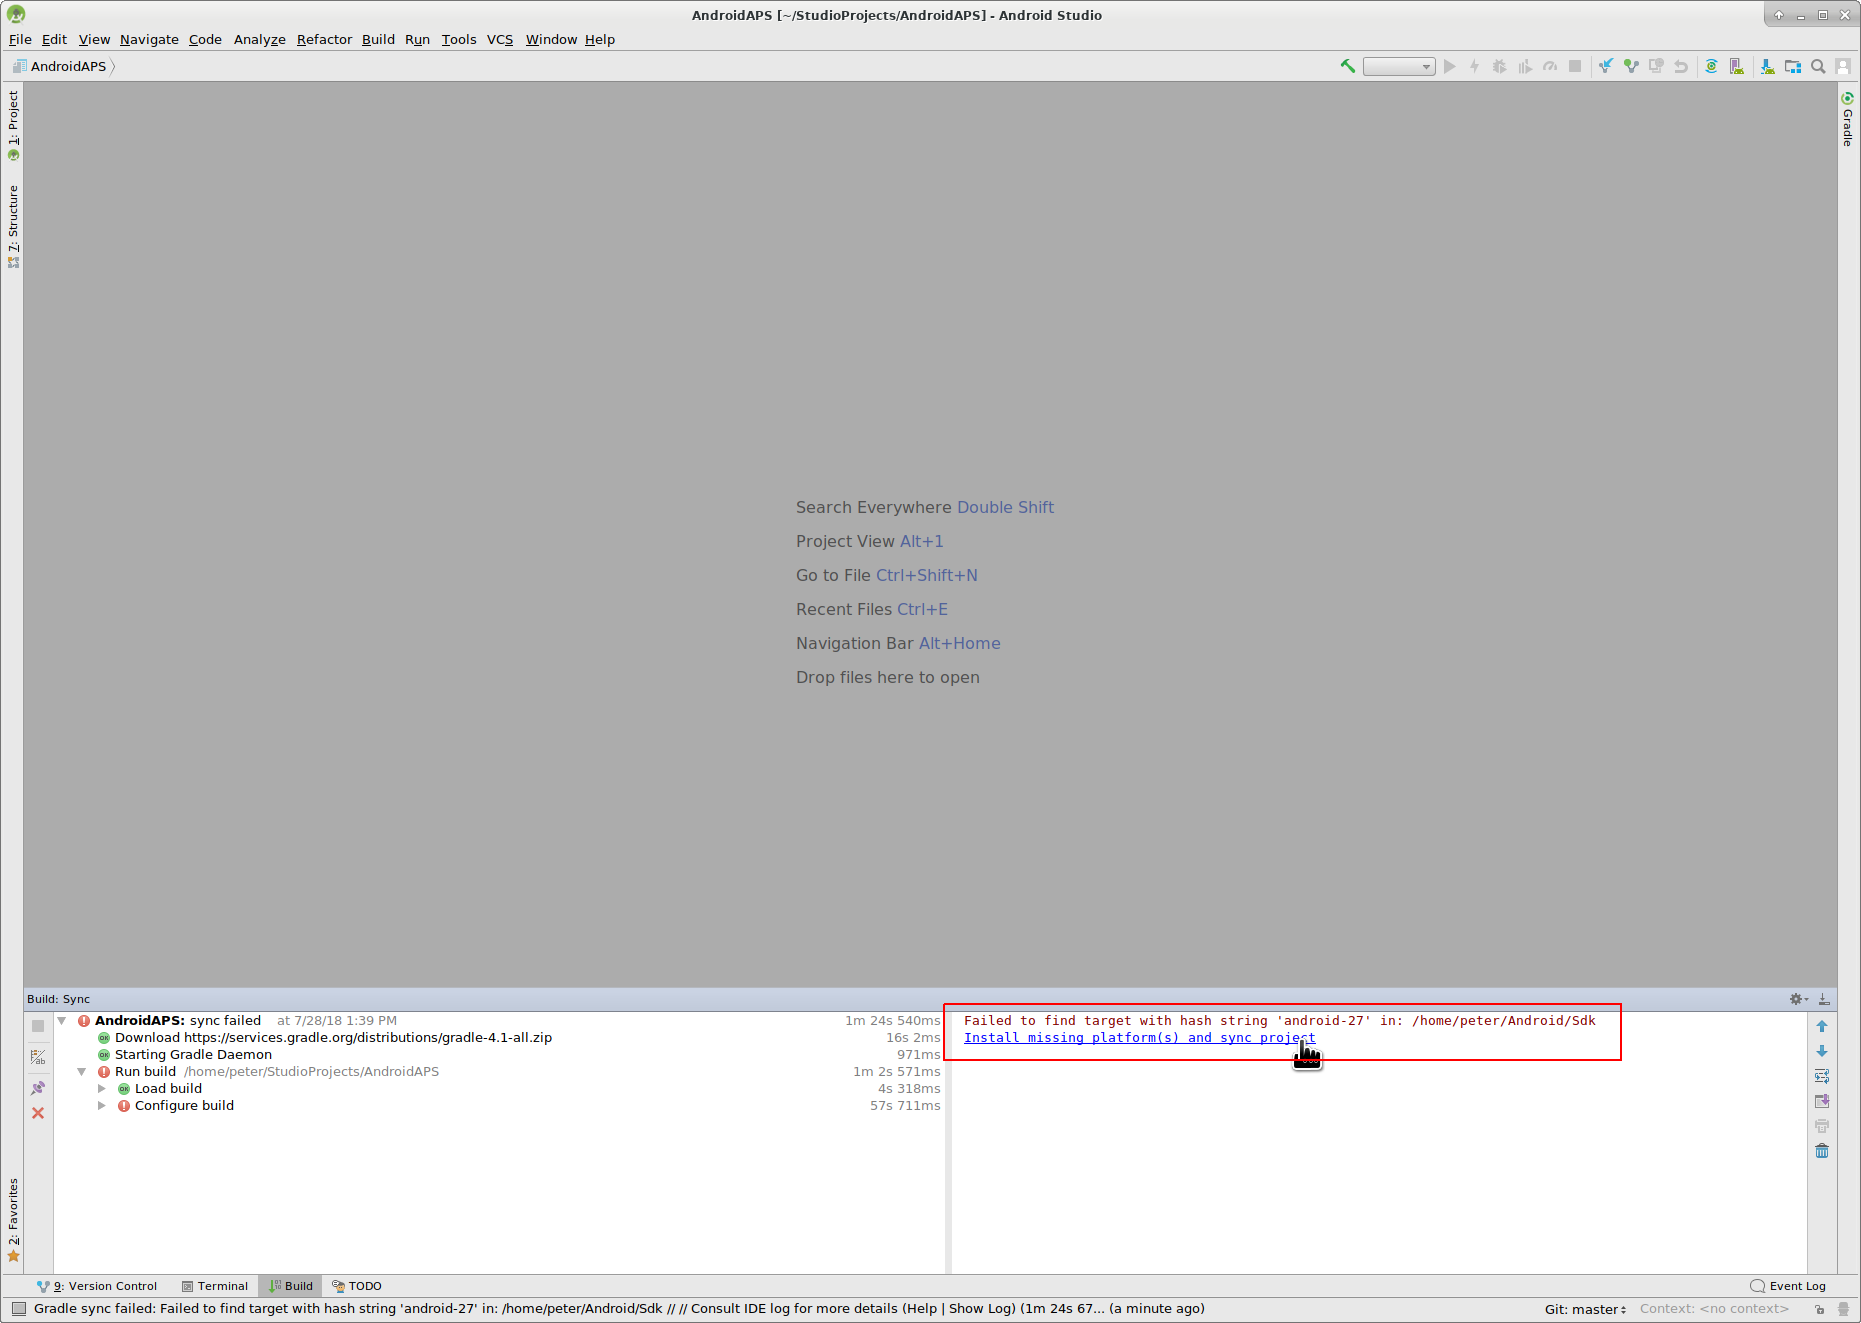 AndroidAPS [~/StudioProjects/AndroidAPS] - Android Studio
File Edit View Navigate Code Analyze Refactor Build Run Tools VCS Window Help
AndroidAPS
1: Project
7: Structure
Gradle
Search Everywhere Double Shift
Project View Alt+1
Go to File Ctrl+Shift+N
Recent Files Ctrl+E
Navigation Bar Alt+Home
Drop files here to open
Build: Sync
AndroidAPS: sync failed at 7/28/18 1:39 PM 1m 24s 540ms
Download https://services.gradle.org/distributions/gradle-4.1-all.zip 16s 2ms
Starting Gradle Daemon 971ms
Run build /home/peter/StudioProjects/AndroidAPS 1m 2s 571ms
Load build 4s 318ms
Configure build 57s 711ms
Failed to find target with hash string 'android-27' in: /home/peter/Android/Sdk
Install missing platform(s) and sync project
2: Favorites
9: Version Control Terminal Build TODO Event Log
Gradle sync failed: Failed to find target with hash string 'android-27' in: /home/peter/Android/Sdk // // Consult IDE log for more details (Help | Show Log) (1m 24s 67... (a minute ago) Git: master Context: <no context>